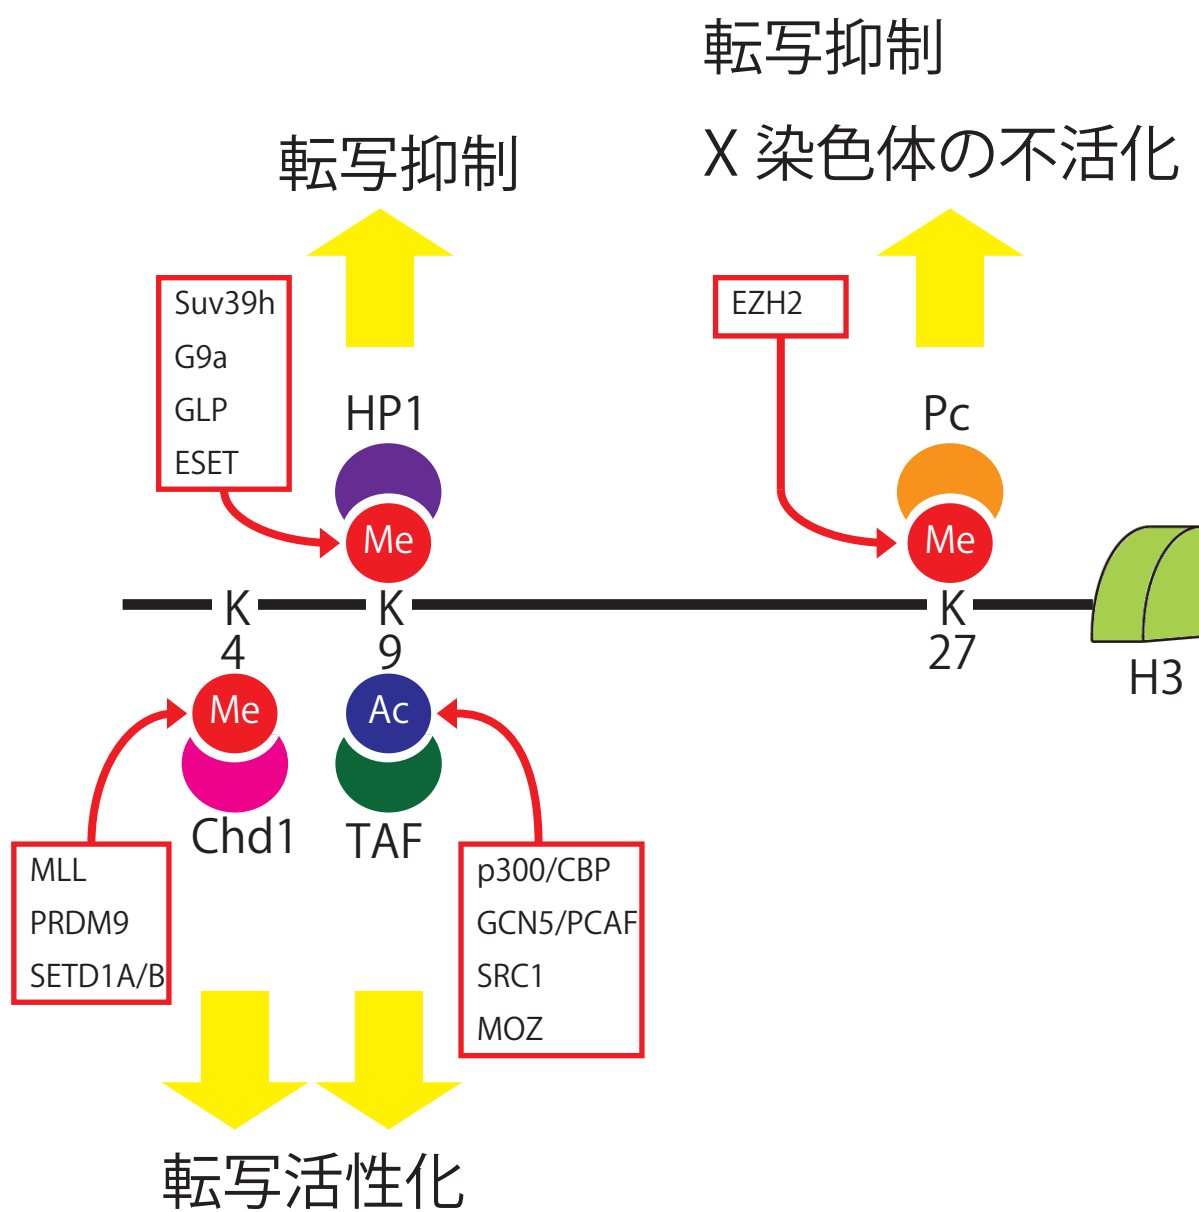 転写抑制
X 染色体の不活化
転写抑制
Suv39h
G9a
GLP
ESET
HP1
Me
EZH2
Pc
Me
K
4
K
9
K
27
H3
Me
Chd1
Ac
TAF
MLL
PRDM9
SETD1A/B
p300/CBP
GCN5/PCAF
SRC1
MOZ
転写活性化